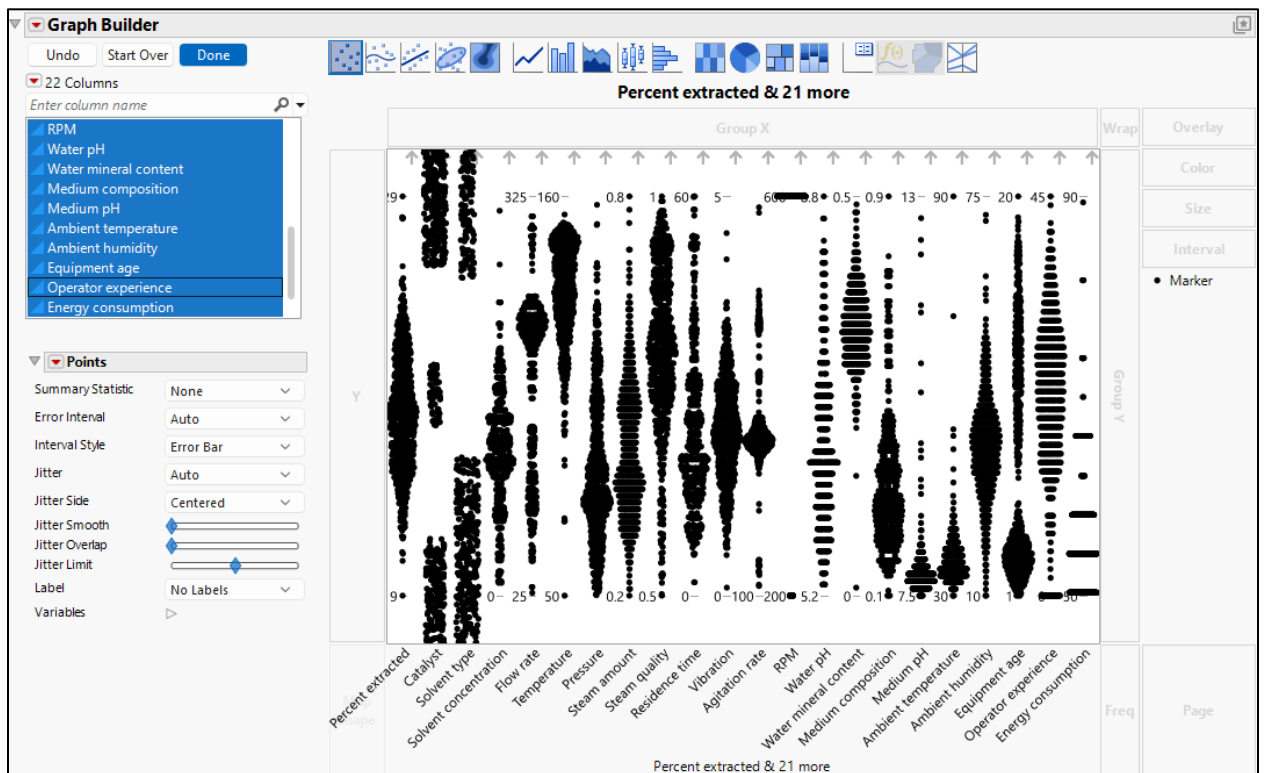 Graph Builder
Undo Start Over Done
22 Columns
Enter column name
RPM
Water pH
Water mineral content
Medium composition
Medium pH
Ambient temperature
Ambient humidity
Equipment age
Operator experience
Energy consumption
Points
Summary Statistic None
Error Interval Auto
Interval Style Error Bar
Jitter Auto
Jitter Side Centered
Jitter Smooth
Jitter Overlap
Jitter Limit
Label No Labels
Variables
Percent extracted & 21 more
Group X
Wrap
Overlay
Color
Size
Interval
Marker
Y
Group Y
325 160 0.8 60 5 0.5 0.9 13 90 75 20 45 90
9 0 25 50 0.2 0.5 0 0 100 200 5.2 0 0.1 7.5 30 10 1
Percent extracted
Catalyst
Solvent type
Solvent concentration
Flow rate
Temperature
Pressure
Steam amount
Steam quality
Residence time
Vibration
Agitation rate
RPM
Water pH
Water mineral content
Medium composition
Medium pH
Ambient temperature
Ambient humidity
Equipment age
Operator experience
Energy consumption
Freq
Page
Percent extracted & 21 more